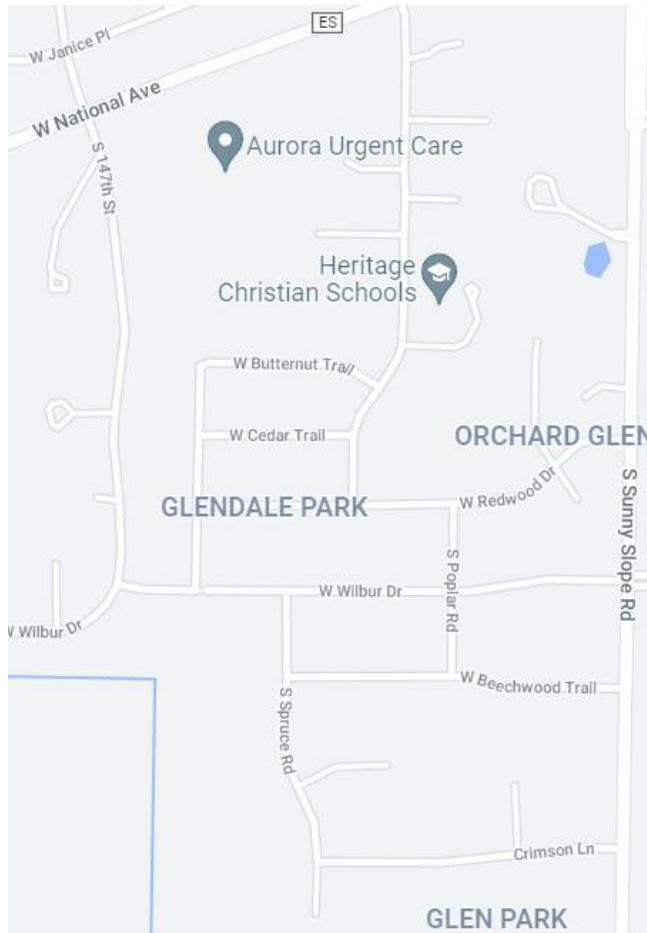 ES
W Janice Pl
W National Ave
S 147th St
Aurora Urgent Care
Heritage
Christian Schools
W Butternut Trail
W Cedar Trail
ORCHARD GLEN
GLENDALE PARK
W Redwood Dr
S Sunny Slope Rd
S Poplar Rd
W Wilbur Dr
W Wilbur Dr
W Beechwood Trail
S Spruce Rd
Crimson Ln
GLEN PARK